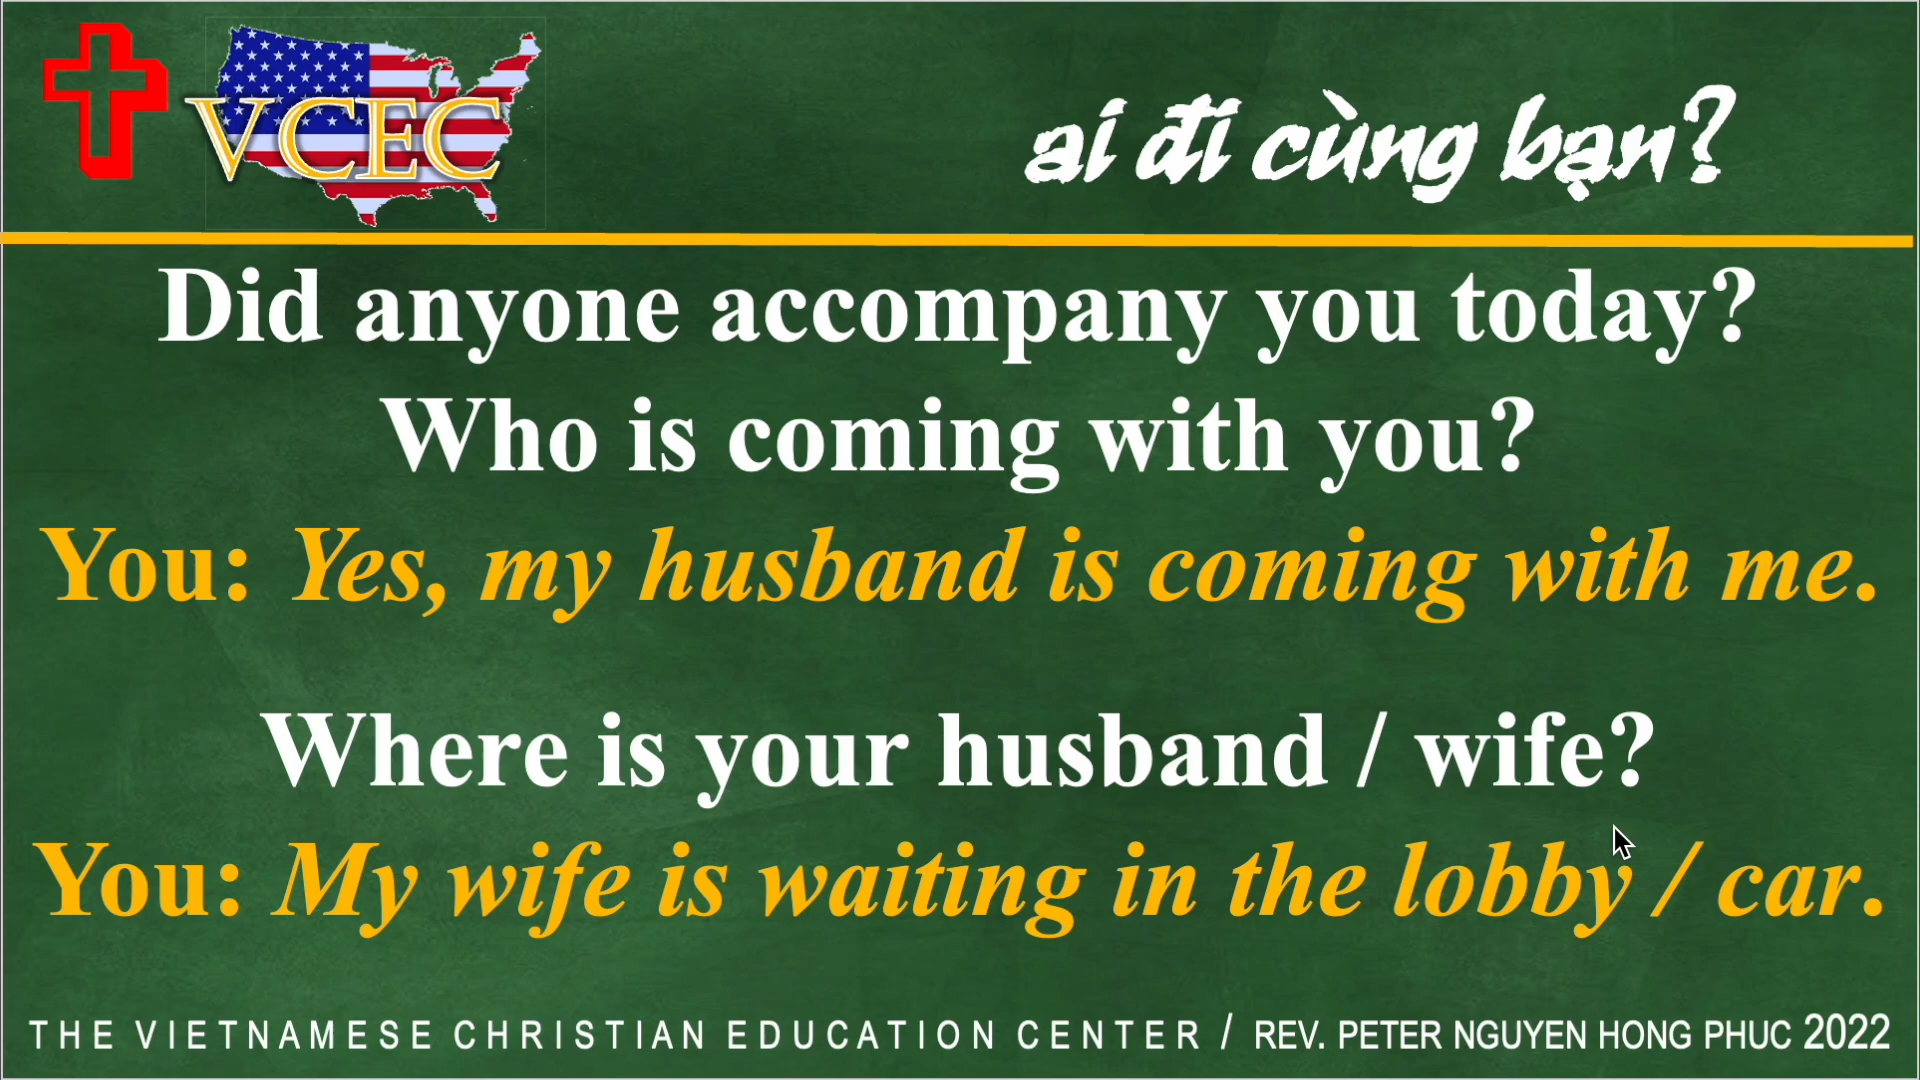 VCEC
ai đi cùng bạn?
Did anyone accompany you today?
Who is coming with you?
You: Yes, my husband is coming with me.
Where is your husband / wife?
You: My wife is waiting in the lobby / car.
THE VIETNAMESE CHRISTIAN EDUCATION CENTER / REV. PETER NGUYEN HONG PHUC 2022